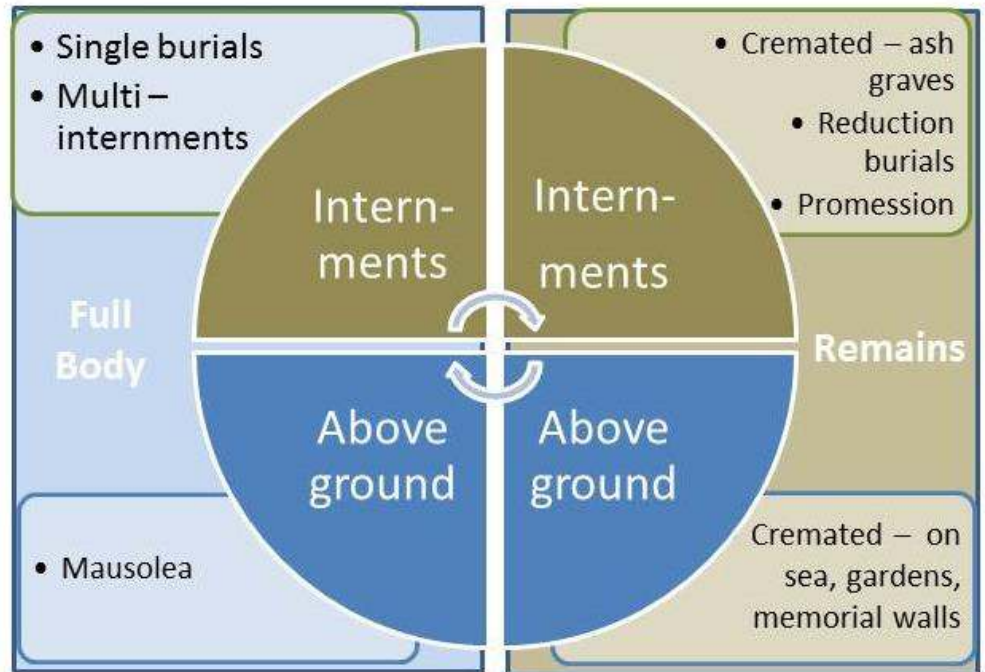 • Single burials
• Multi –
internments
• Cremated – ash
graves
• Reduction
burials
• Promession
Intern-
ments
Intern-
ments
Full
Body
Remains
Above
ground
Above
ground
• Mausolea
Cremated – on
sea, gardens,
memorial walls